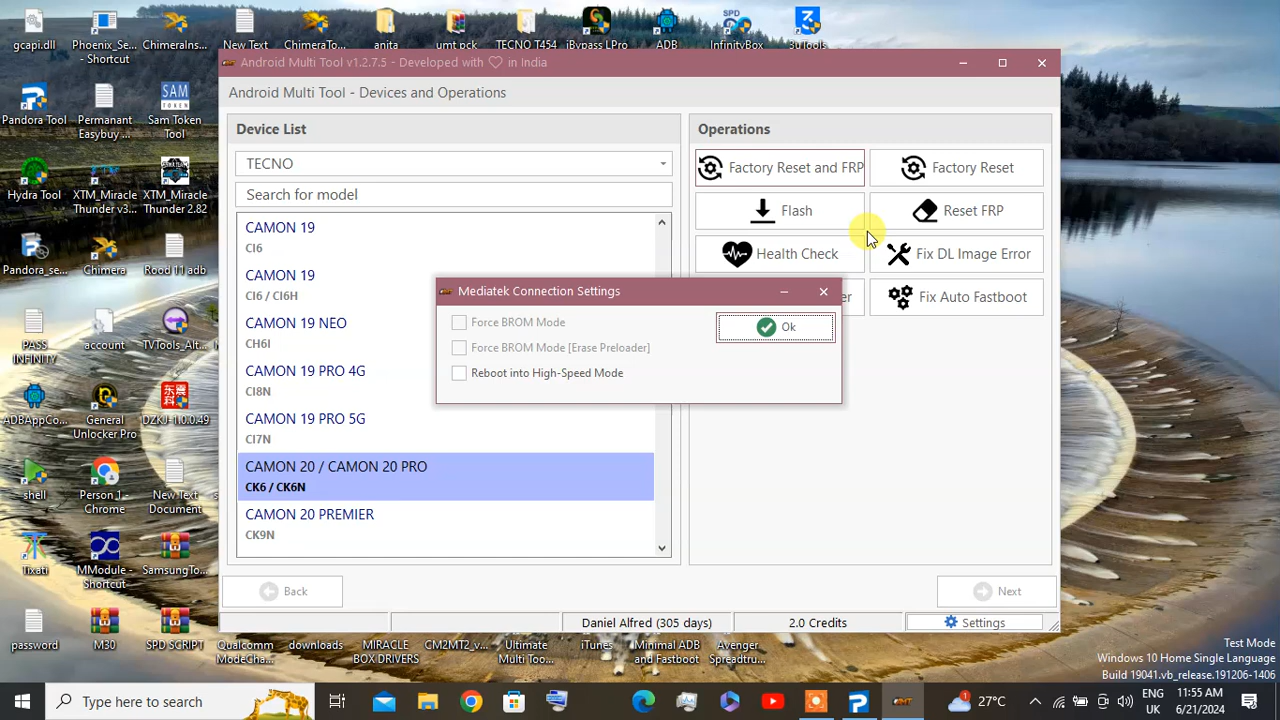 gcapi.dll
Phoenix_Se...
- Shortcut
ChimeraIns...
New Text
ChimeraTo...
anita
umt pck
TECNO T454
iBypass LPro
ADB
InfinityBox
3uTools
Android Multi Tool v1.2.7.5 - Developed with ♡ in India
Android Multi Tool - Devices and Operations
Device List
Operations
TECNO
Search for model
CAMON 19
CI6
CAMON 19
CI6 / CI6H
CAMON 19 NEO
CH6I
CAMON 19 PRO 4G
CI8N
CAMON 19 PRO 5G
CI7N
CAMON 20 / CAMON 20 PRO
CK6 / CK6N
CAMON 20 PREMIER
CK9N
Factory Reset and FRP
Factory Reset
Flash
Reset FRP
Health Check
Fix DL Image Error
er
Fix Auto Fastboot
Mediatek Connection Settings
Force BROM Mode
Ok
Force BROM Mode [Erase Preloader]
Reboot into High-Speed Mode
Back
Next
Daniel Alfred (305 days)
2.0 Credits
Settings
Pandora Tool
Permanant
Easybuy ...
SAM
TOKEN
Sam Token
Tool
Hydra Tool
XTM_Miracle
Thunder v3...
XTM_Miracle
Thunder 2.82
Pandora_se...
Chimera
Rood 11 adb
PASS
INFINITY
account
TVTools_Alt...
ADBAppCo...
General
Unlocker Pro
DZKJ-1.0.0.49
shell
Person 1 -
Chrome
New Text
Document
Tixati
MModule -
Shortcut
SamsungTo...
password
M30
SPD SCRIPT
Qualcomm
ModeCha...
downloads
MIRACLE
BOX DRIVERS
CM2MT2_v...
Ultimate
Multi Too...
iTunes
Minimal ADB
and Fastboot
Avenger
Spreadtru...
Test Mode
Windows 10 Home Single Language
Build 19041.vb_release.191206-1406
Type here to search
1
27°C
ENG
UK
11:55 AM
6/21/2024